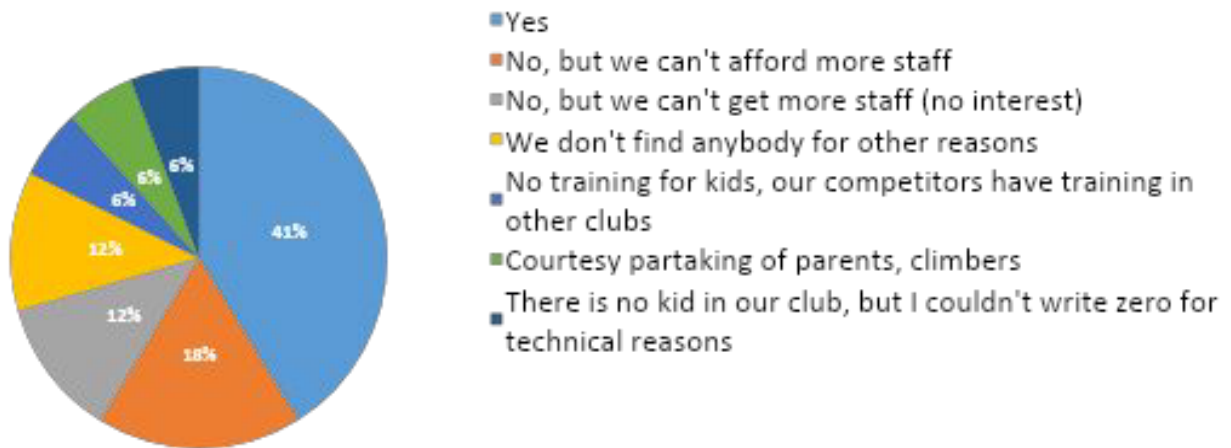 Yes
No, but we can't afford more staff
No, but we can't get more staff (no interest)
We don't find anybody for other reasons
No training for kids, our competitors have training in
other clubs
Courtesy partaking of parents, climbers
There is no kid in our club, but I couldn't write zero for
technical reasons
41%
18%
12%
12%
6%
6%
6%